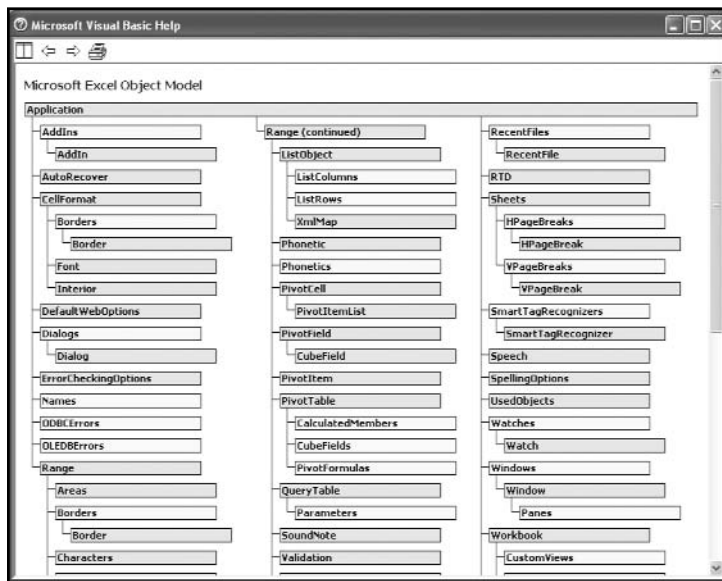 Microsoft Visual Basic Help
Microsoft Excel Object Model
Application
AddIns
AddIn
AutoRecover
CellFormat
Borders
Border
Font
Interior
DefaultWebOptions
Dialogs
Dialog
ErrorCheckingOptions
Names
ODBCErrors
OLEDBErrors
Range
Areas
Borders
Border
Characters
Range (continued)
ListObject
ListColumns
ListRows
XmlMap
Phonetic
Phonetics
PivotCell
PivotItemList
PivotField
CubeField
PivotItem
PivotTable
CalculatedMembers
CubeFields
PivotFormulas
QueryTable
Parameters
SoundNote
Validation
RecentFiles
RecentFile
RTD
Sheets
HPageBreaks
HPageBreak
VPageBreaks
VPageBreak
SmartTagRecognizers
SmartTagRecognizer
Speech
SpellingOptions
UsedObjects
Watches
Watch
Windows
Window
Panes
Workbook
CustomViews